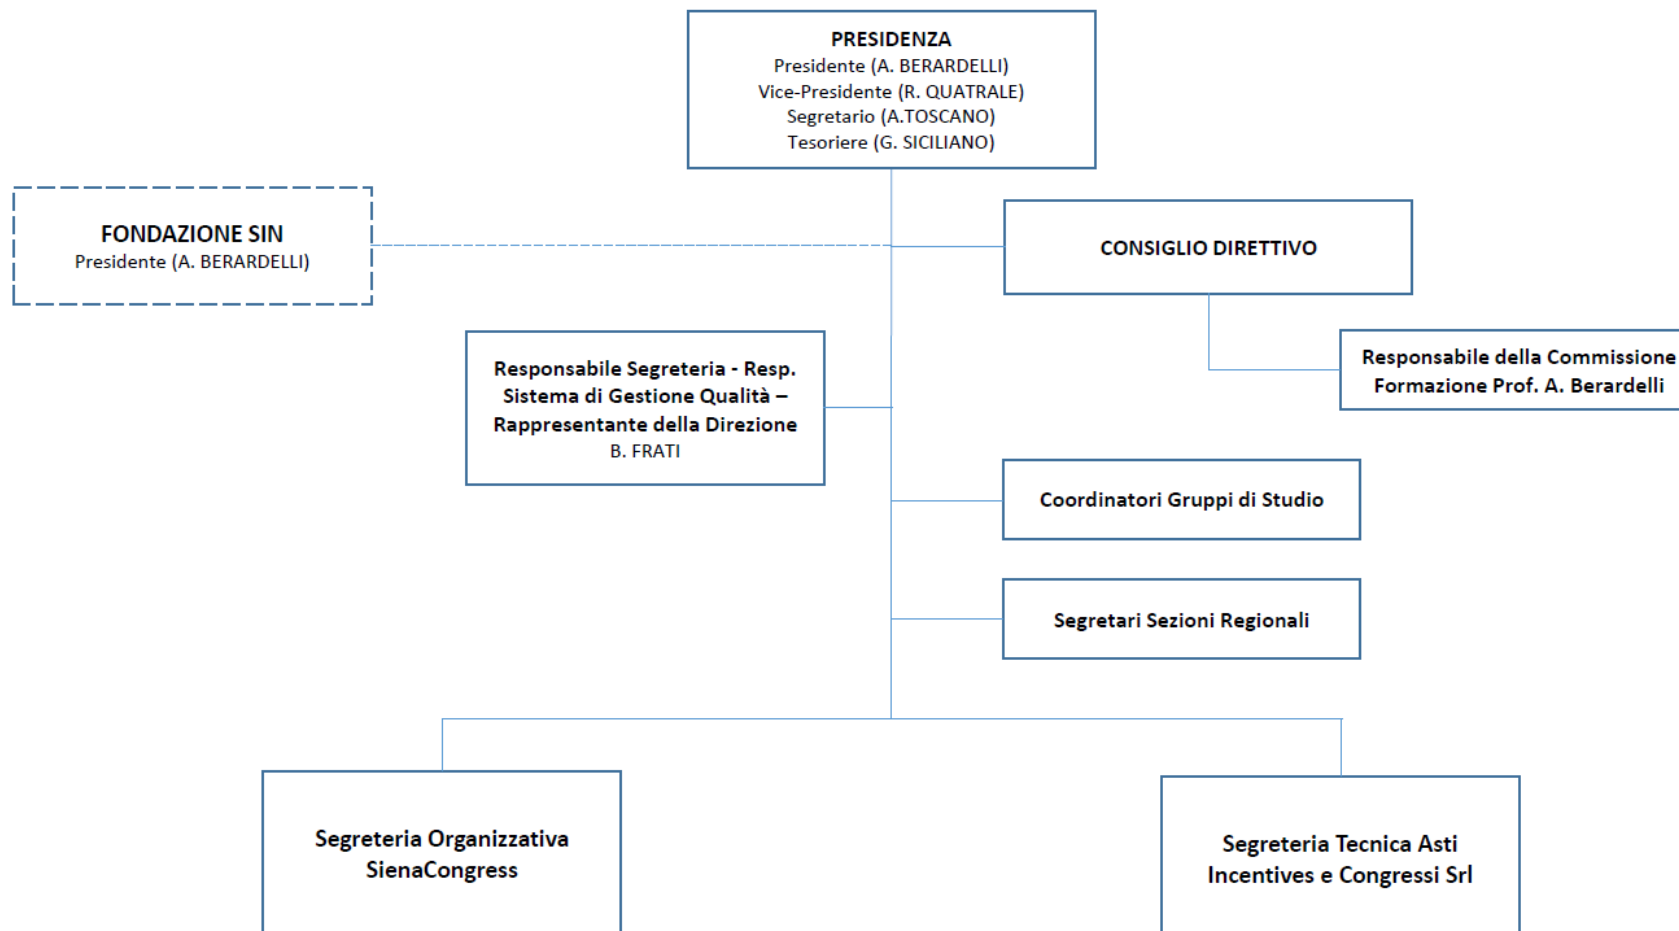 PRESIDENZA
Presidente (A. BERARDELLI)
Vice-Presidente (R. QUATRALE)
Segretario (A.TOSCANO)
Tesoriere (G. SICILIANO)
FONDAZIONE SIN
Presidente (A. BERARDELLI)
CONSIGLIO DIRETTIVO
Responsabile Segreteria - Resp.
Sistema di Gestione Qualità –
Rappresentante della Direzione
B. FRATI
Responsabile della Commissione
Formazione Prof. A. Berardelli
Coordinatori Gruppi di Studio
Segretari Sezioni Regionali
Segreteria Organizzativa
SienaCongress
Segreteria Tecnica Asti
Incentives e Congressi Srl